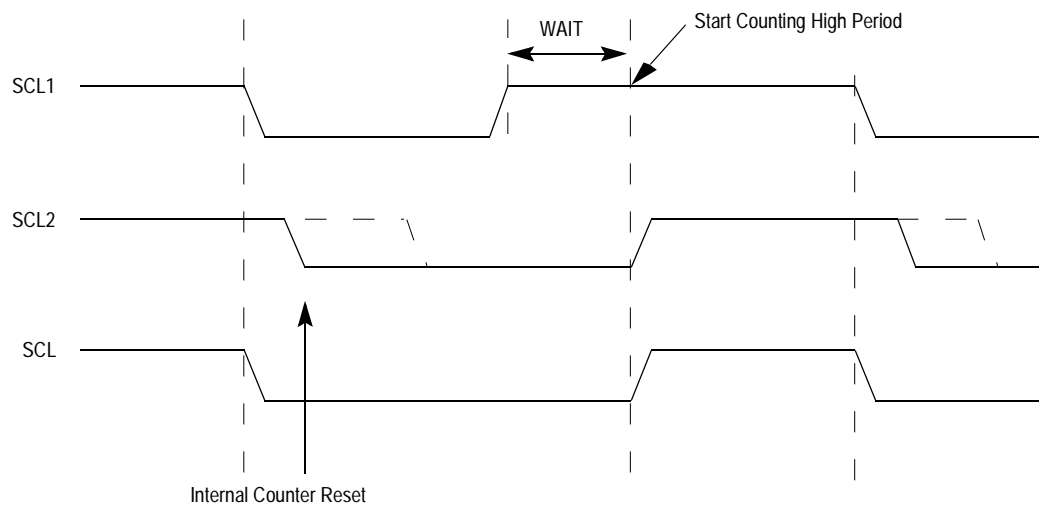 WAIT
Start Counting High Period
SCL1
SCL2
SCL
Internal Counter Reset